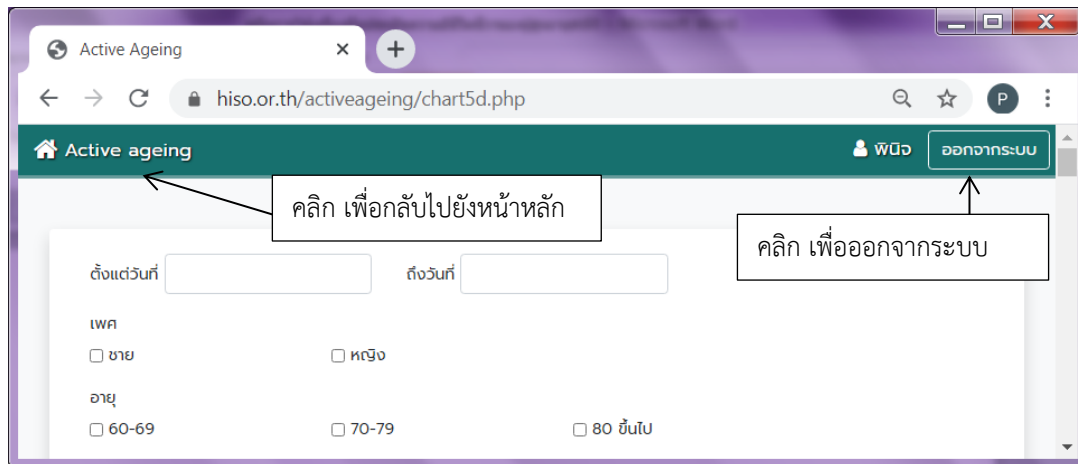 Active Ageing
hiso.or.th/activeageing/chart5d.php
P
Active ageing
พินิจ
ออกจากระบบ
คลิก เพื่อกลับไปยังหน้าหลัก
คลิก เพื่อออกจากระบบ
ตั้งแต่วันที่ ถึงวันที่
เพศ
ชาย หญิง
อายุ
60-69 70-79 80 ขึ้นไป